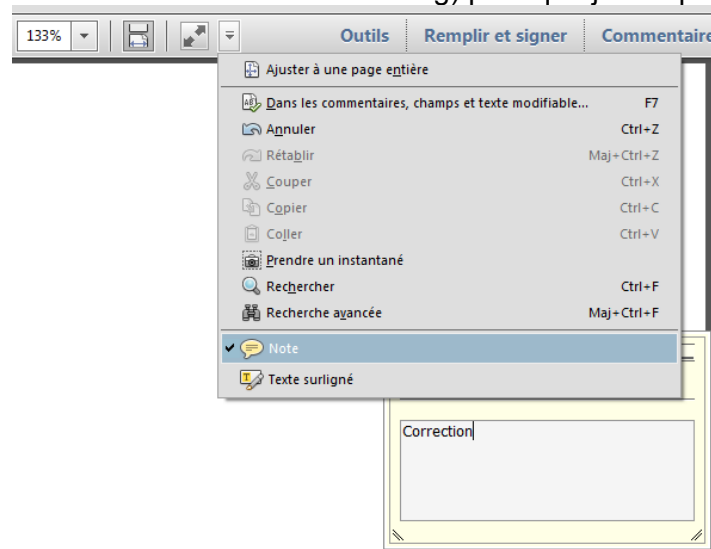 133% Outils Remplir et signer Commentaire
Ajuster à une page entière
Dans les commentaires, champs et texte modifiable... F7
Annuler Ctrl+Z
Rétablir Maj+Ctrl+Z
Couper Ctrl+X
Copier Ctrl+C
Coller Ctrl+V
Prendre un instantané
Rechercher Ctrl+F
Recherche avancée Maj+Ctrl+F
Note
Texte surligné
Correction